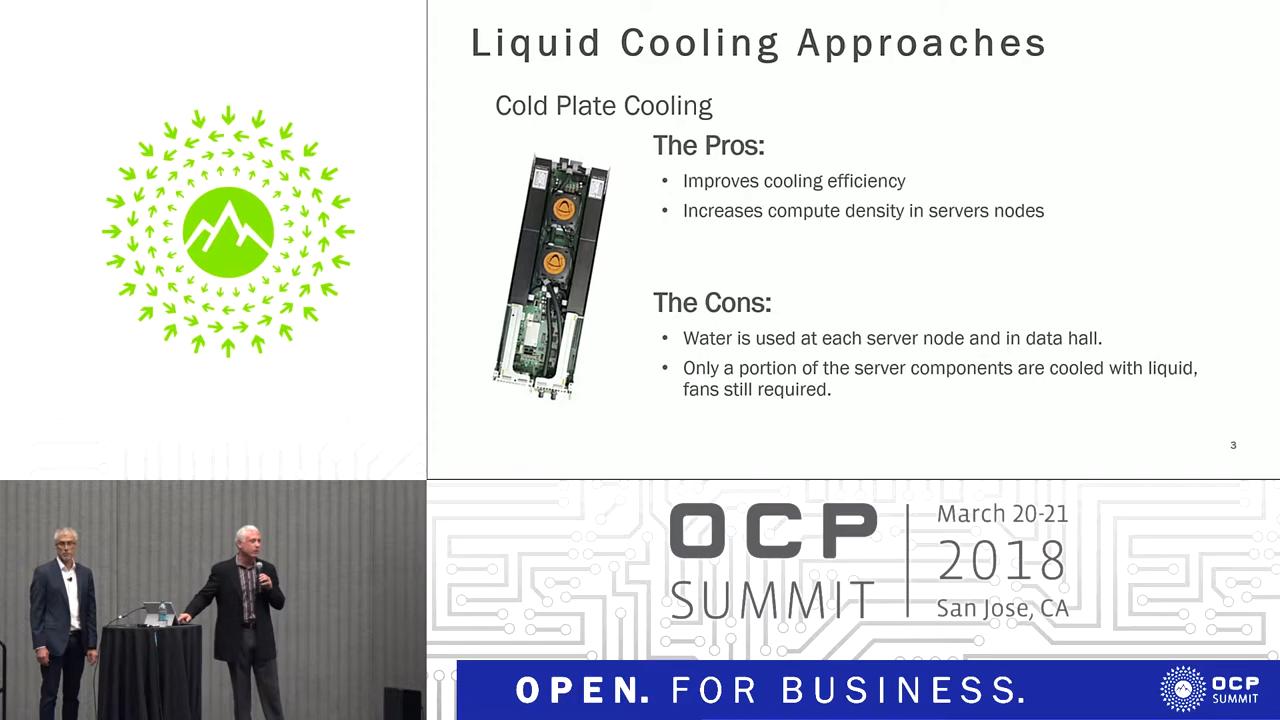 Liquid Cooling Approaches
Cold Plate Cooling
The Pros:
• Improves cooling efficiency
• Increases compute density in servers nodes
The Cons:
• Water is used at each server node and in data hall.
• Only a portion of the server components are cooled with liquid,
fans still required.
3
OCP
SUMMIT
March 20-21
2018
San Jose, CA
OPEN. FOR BUSINESS.
OCP
SUMMIT